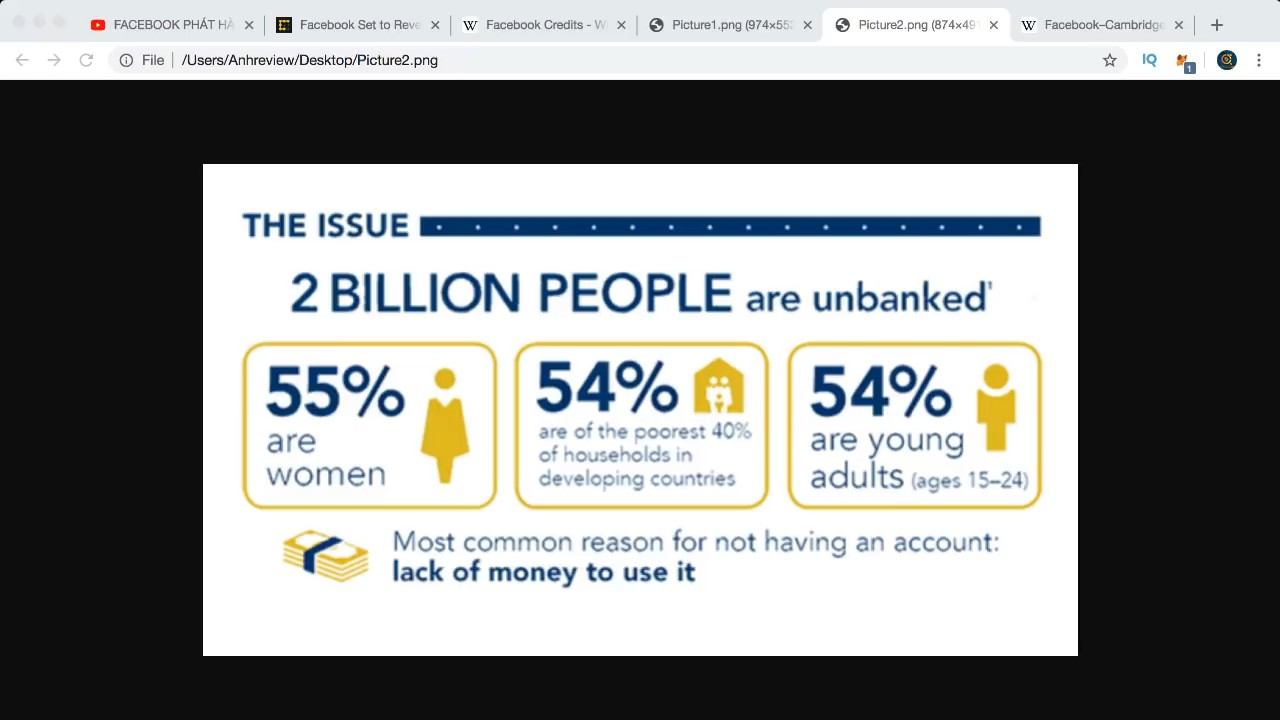 FACEBOOK PHÁT HÀ
Facebook Set to Reve
Facebook Credits - W
Picture1.png (974×55
Picture2.png (874×491
Facebook–Cambridge
File
/Users/Anhreview/Desktop/Picture2.png
IQ
1
THE ISSUE
2 BILLION PEOPLE are unbanked¹
55%
are
women
54%
are of the poorest 40%
of households in
developing countries
54%
are young
adults (ages 15–24)
Most common reason for not having an account:
lack of money to use it